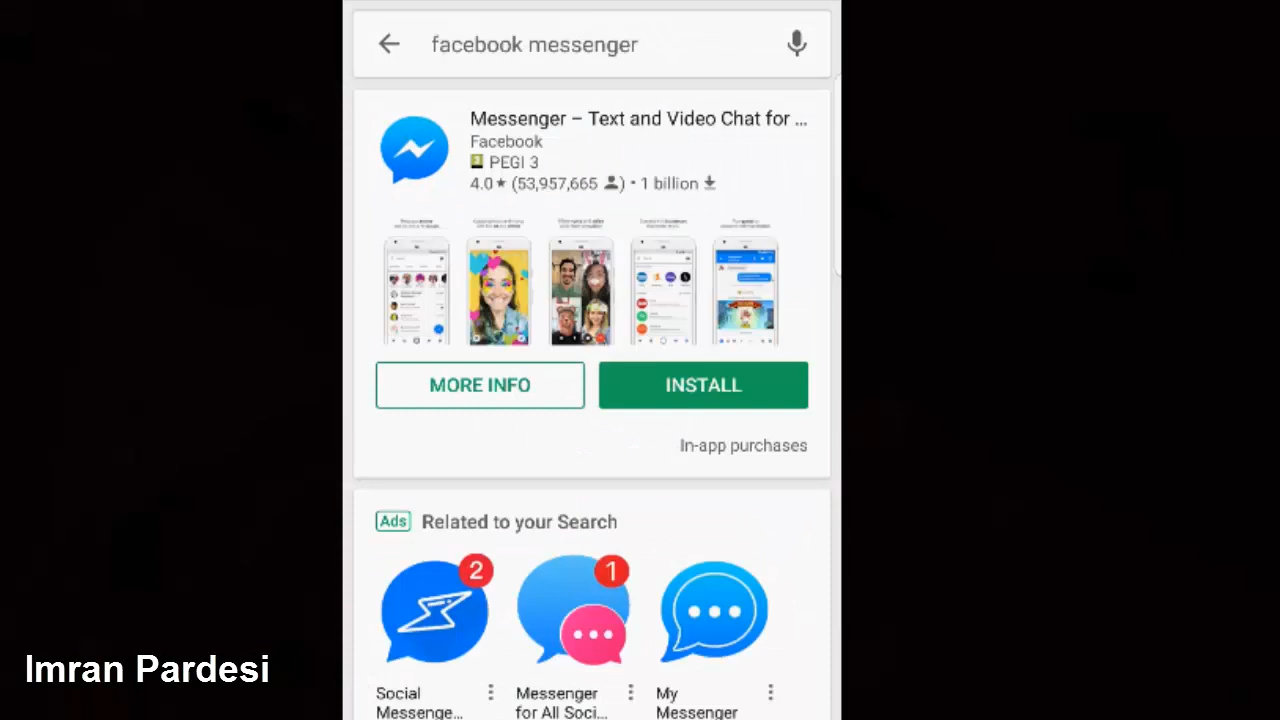 facebook messenger
Messenger – Text and Video Chat for ...
Facebook
3 PEGI 3
4.0★ (53,957,665 ) • 1 billion
MORE INFO
INSTALL
In-app purchases
Ads Related to your Search
2
1
Social
Messenge...
Messenger
for All Soci...
My
Messenger
Imran Pardesi